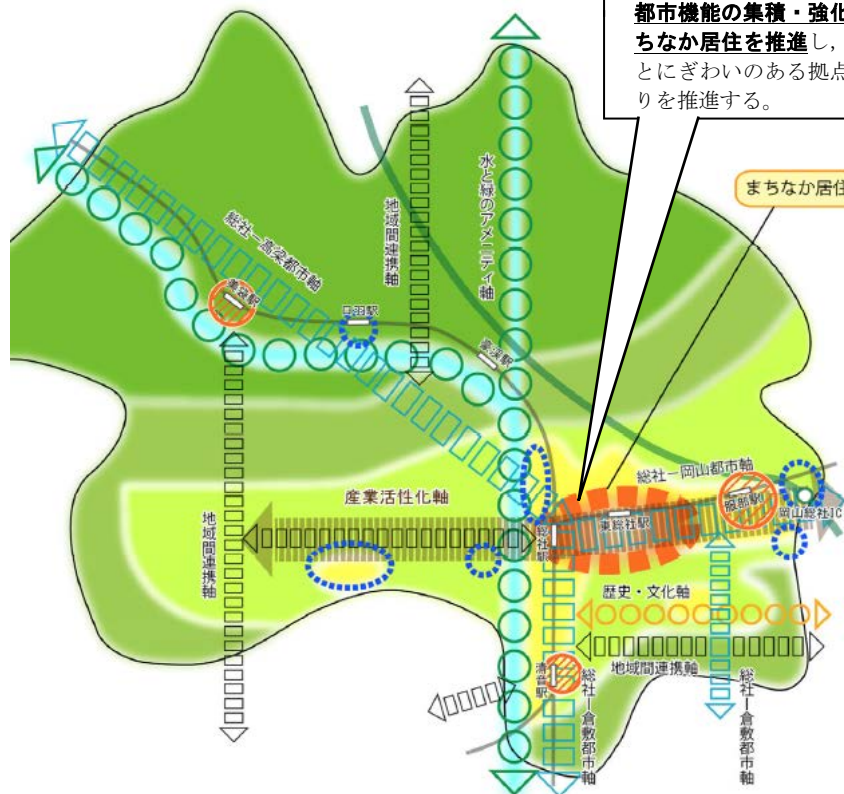 都市機能の集積・強化
ちなか居住を推進し，
とにぎわいのある拠点
りを推進する。
まちなか居住
水と緑のアメニティ軸
地域間連携軸
総社－高梁都市軸
美袋駅
日羽駅
豪渓駅
総社－岡山都市軸
服部駅
岡山総社IC
東総社駅
総社駅
産業活性化軸
地域間連携軸
歴史・文化軸
地域間連携軸
清音駅
総社－倉敷都市軸
総社－倉敷都市軸